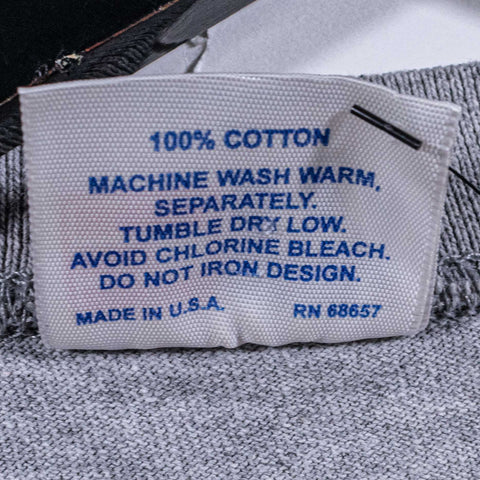 100% COTTON
MACHINE WASH WARM,
SEPARATELY.
TUMBLE DRY LOW.
AVOID CHLORINE BLEACH.
DO NOT IRON DESIGN.
MADE IN U.S.A. RN 68657